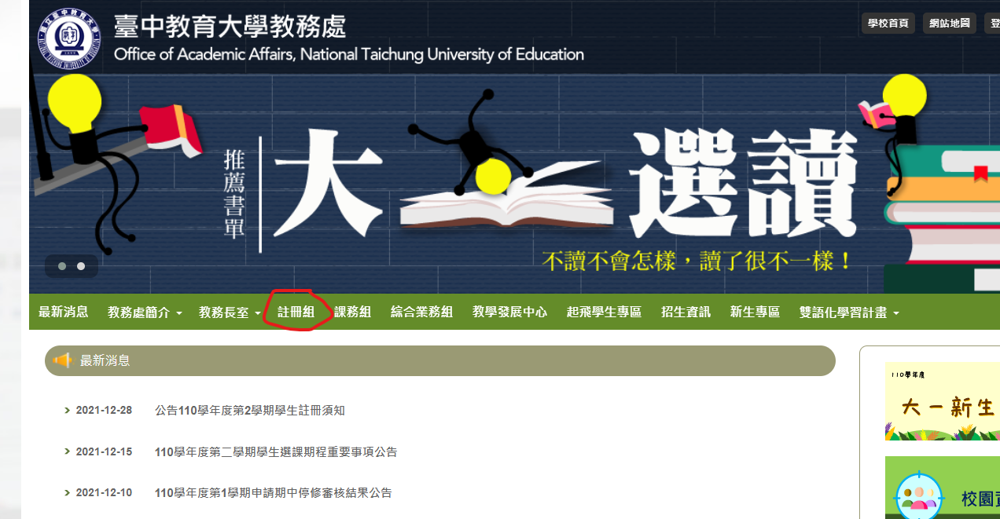 臺中教育大學教務處
Office of Academic Affairs, National Taichung University of Education
學校首頁 網站地圖 登
推薦書單
大 選讀
不讀不會怎樣，讀了很不一樣！
最新消息 教務處簡介 教務長室 註冊組 課務組 綜合業務組 教學發展中心 起飛學生專區 招生資訊 新生專區 雙語化學習計畫
最新消息
2021-12-28 公告110學年度第2學期學生註冊須知
2021-12-15 110學年度第二學期學生選課期程重要事項公告
2021-12-10 110學年度第1學期申請期中停修審核結果公告
110學年度
大一新生
校園